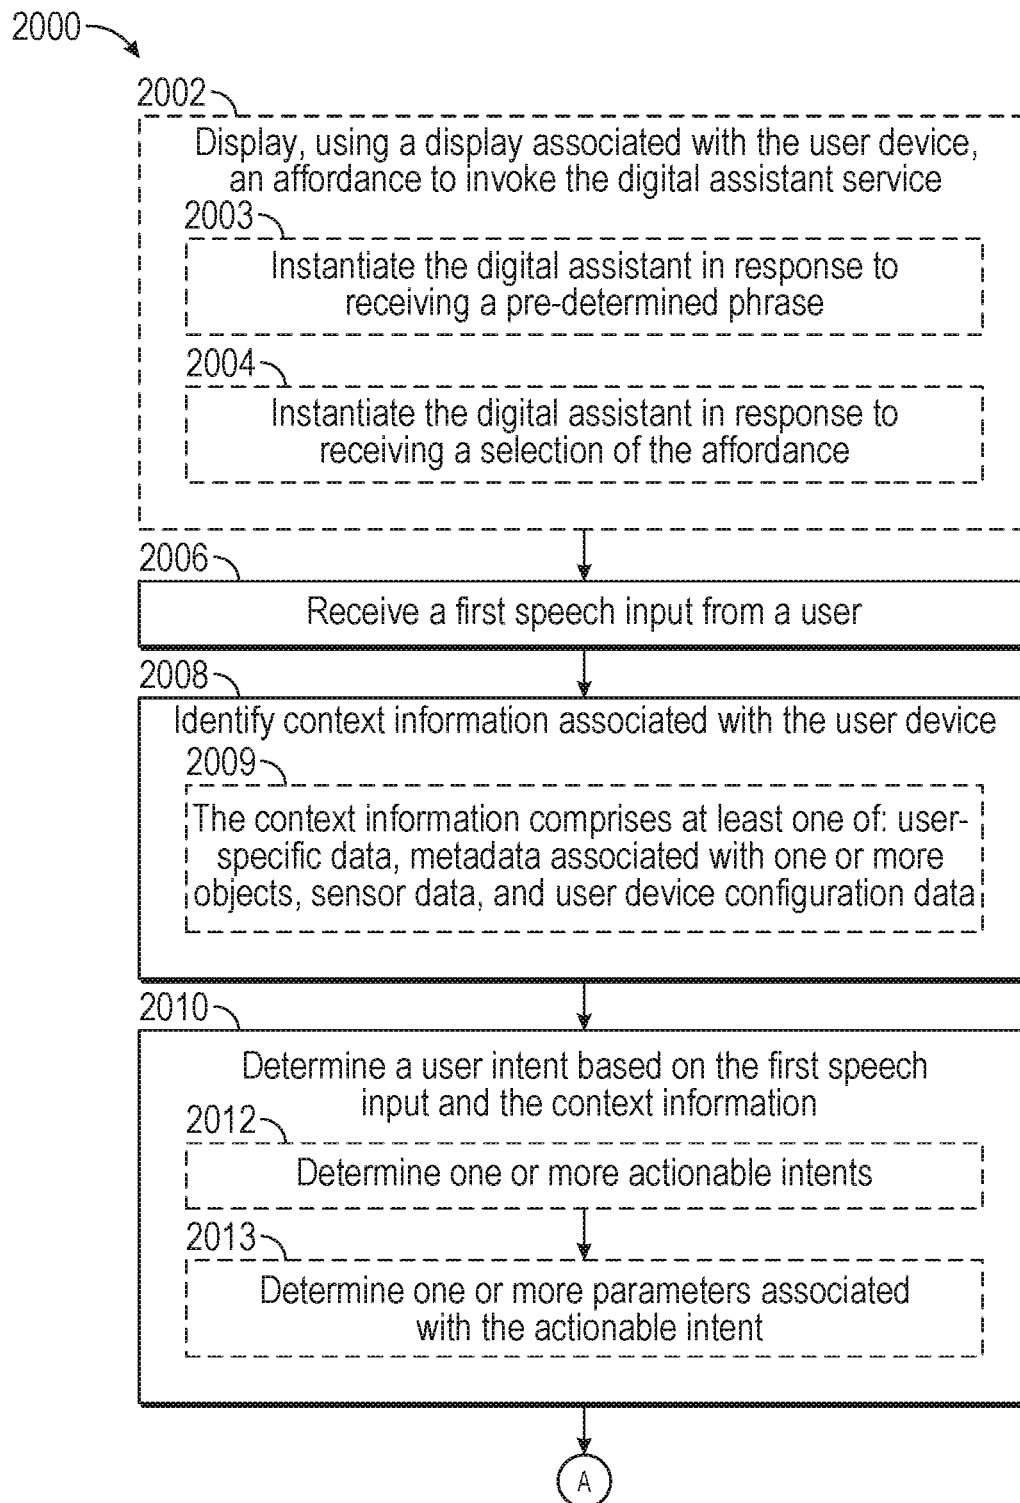 2000
2002
Display, using a display associated with the user device,
an affordance to invoke the digital assistant service
2003
Instantiate the digital assistant in response to
receiving a pre-determined phrase
2004
Instantiate the digital assistant in response to
receiving a selection of the affordance
2006
Receive a first speech input from a user
2008
Identify context information associated with the user device
2009
The context information comprises at least one of: user-
specific data, metadata associated with one or more
objects, sensor data, and user device configuration data
2010
Determine a user intent based on the first speech
input and the context information
2012
Determine one or more actionable intents
2013
Determine one or more parameters associated
with the actionable intent
A